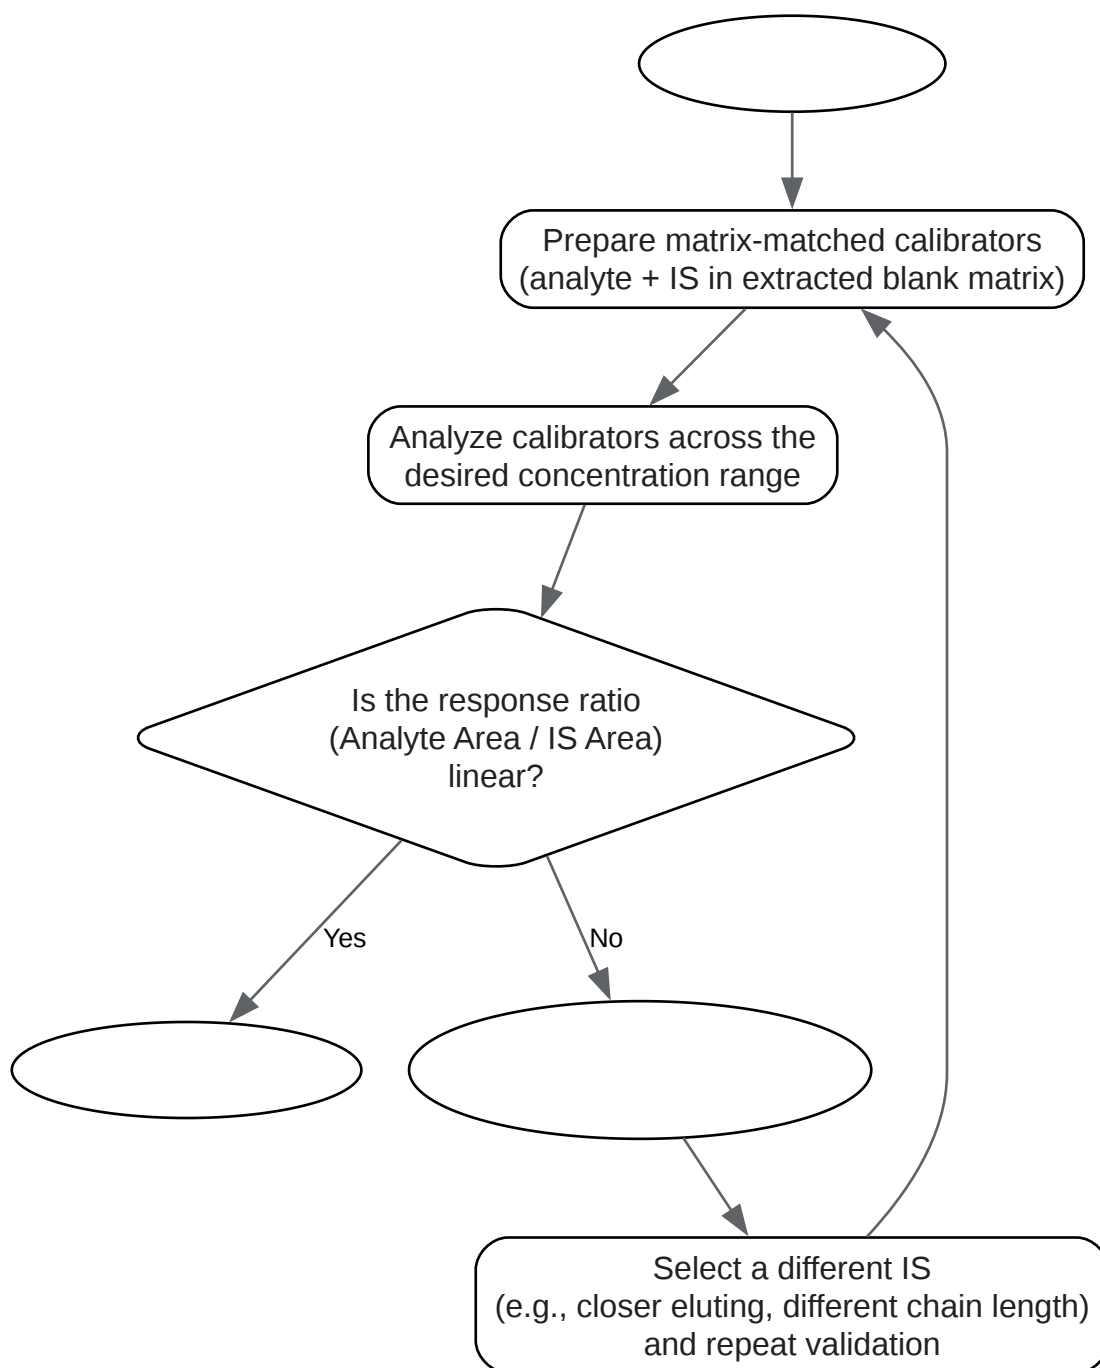 Prepare matrix-matched calibrators
(analyte + IS in extracted blank matrix)
Analyze calibrators across the
desired concentration range
Is the response ratio
(Analyte Area / IS Area)
linear?
Yes
No
Select a different IS
(e.g., closer eluting, different chain length)
and repeat validation